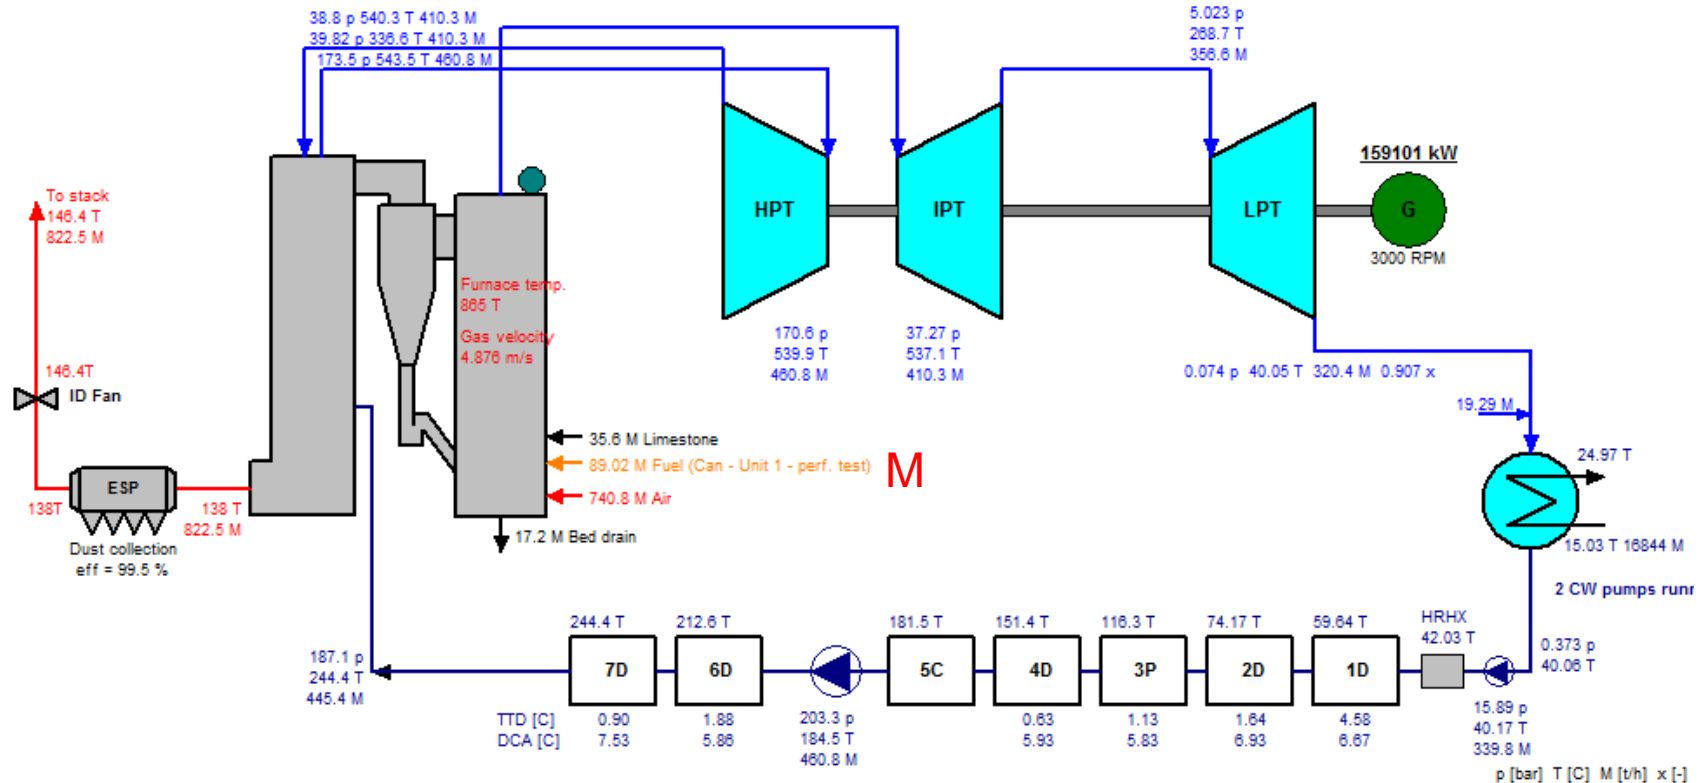 38.8 p 540.3 T 410.3 M
39.82 p 336.6 T 410.3 M
173.5 p 543.5 T 460.8 M
5.023 p
268.7 T
356.6 M
159101 kW
To stack
146.4 T
822.5 M
HPT
IPT
LPT
G
3000 RPM
Furnace temp.
865 T
Gas velocity
4.876 m/s
170.6 p
539.9 T
460.8 M
37.27 p
537.1 T
410.3 M
0.074 p 40.05 T 320.4 M 0.907 x
146.4T
ID Fan
19.29 M
35.6 M Limestone
89.02 M Fuel (Can - Unit 1 - perf. test)
M
740.8 M Air
24.97 T
ESP
138T
138 T
822.5 M
17.2 M Bed drain
15.03 T 16844 M
Dust collection
eff = 99.5 %
2 CW pumps runn
244.4 T
212.6 T
181.5 T
151.4 T
116.3 T
74.17 T
59.64 T
HRHX
42.03 T
0.373 p
40.06 T
187.1 p
244.4 T
445.4 M
7D
6D
5C
4D
3P
2D
1D
TTD [C]
0.90
1.88
0.63
1.13
1.64
4.58
DCA [C]
7.53
5.86
5.93
5.83
6.93
6.67
203.3 p
184.5 T
460.8 M
15.89 p
40.17 T
339.8 M
p [bar] T [C] M [t/h] x [-]